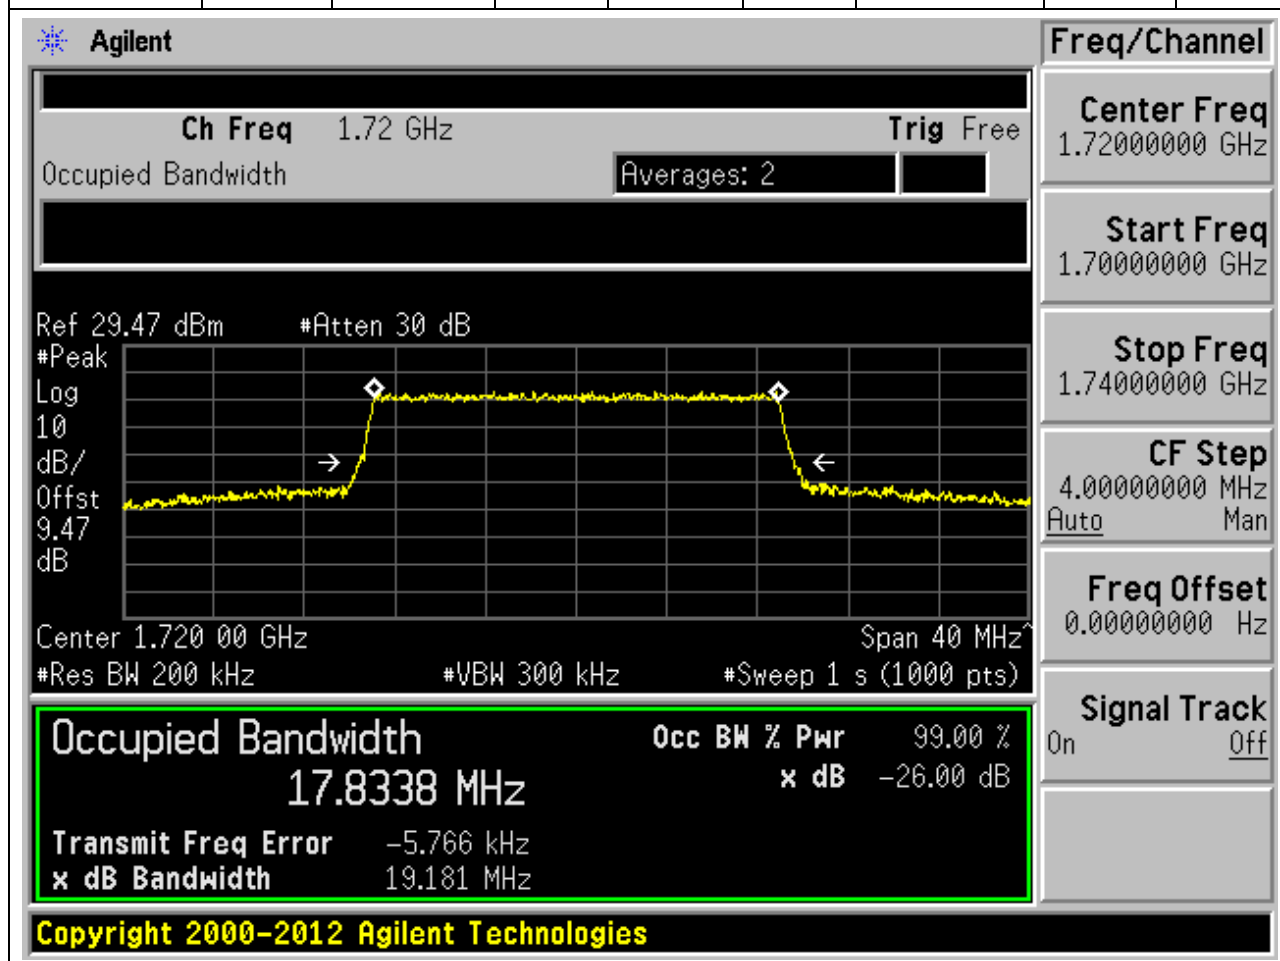 Agilent
Freq/Channel
Ch Freq 1.72 GHz Trig Free
Occupied Bandwidth Averages: 2
Center Freq
1.72000000 GHz
Start Freq
1.70000000 GHz
Stop Freq
1.74000000 GHz
CF Step
4.00000000 MHz
Auto Man
Freq Offset
0.00000000 Hz
Signal Track
On Off
Ref 29.47 dBm #Atten 30 dB
#Peak
Log
10
dB/
Offst
9.47
dB
Center 1.720 00 GHz Span 40 MHz^
#Res BW 200 kHz #VBW 300 kHz #Sweep 1 s (1000 pts)
Occupied Bandwidth Occ BW % Pwr 99.00 %
17.8338 MHz x dB -26.00 dB
Transmit Freq Error -5.766 kHz
x dB Bandwidth 19.181 MHz
Copyright 2000-2012 Agilent Technologies